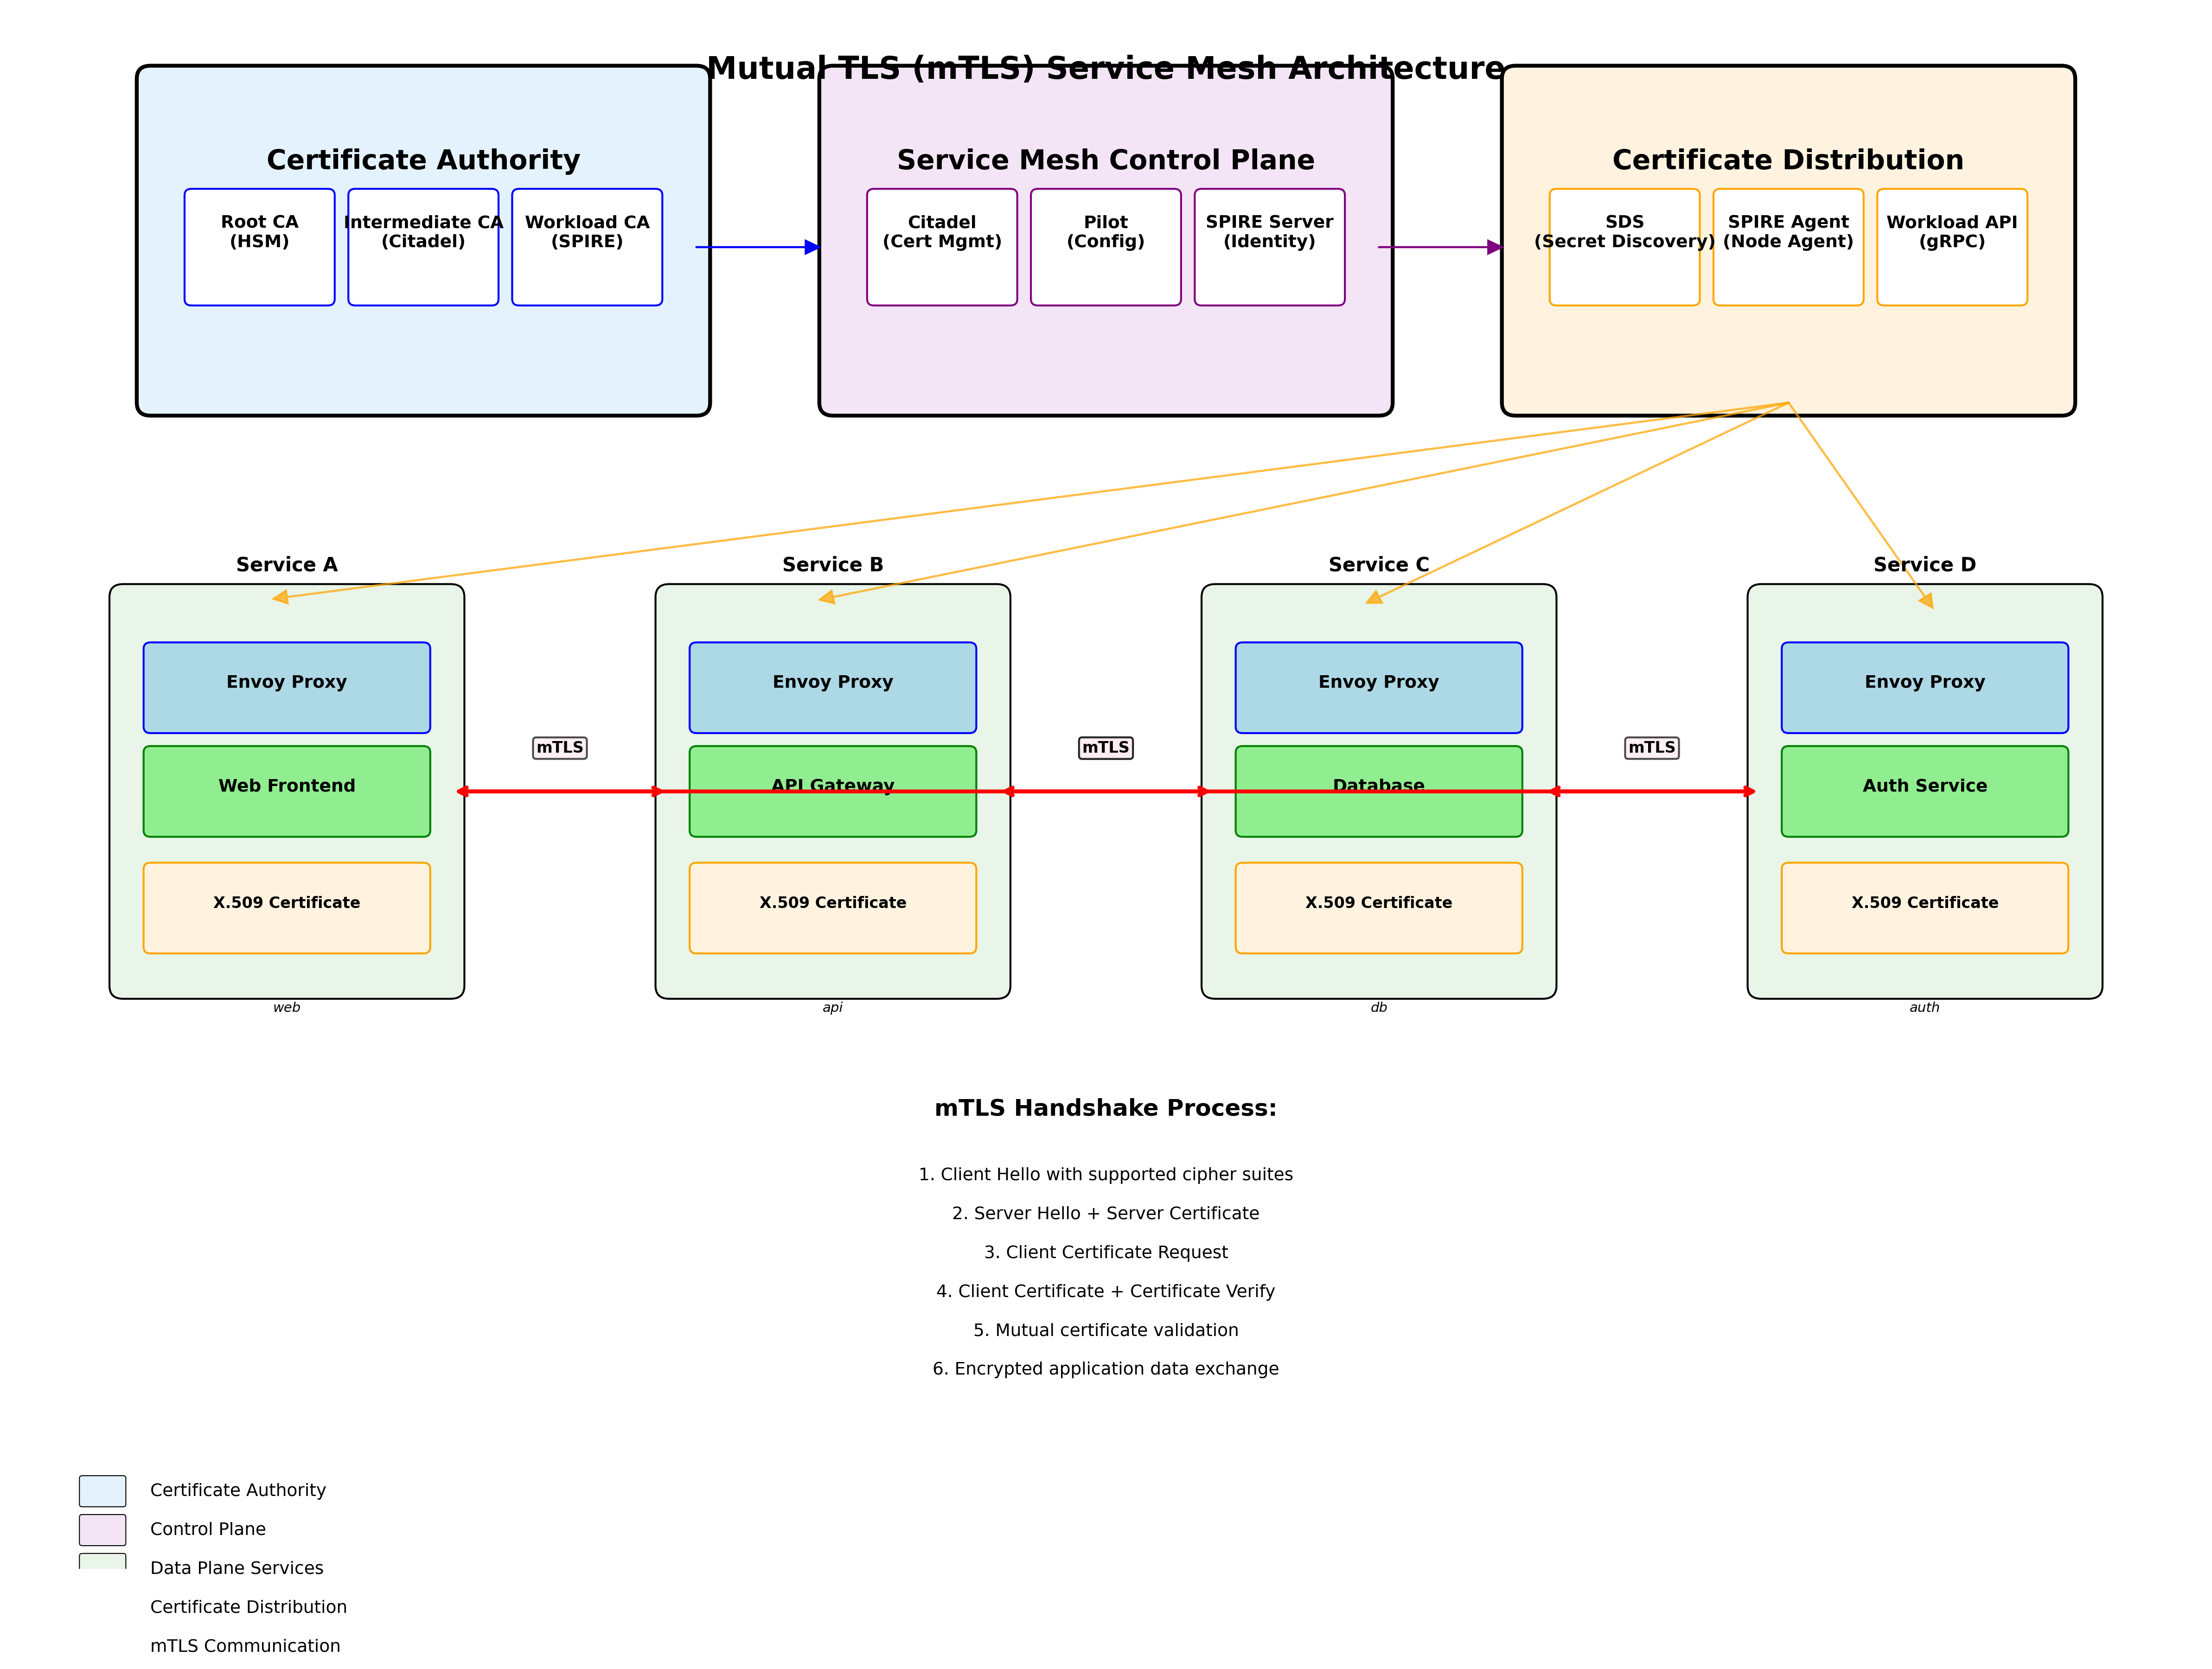 Mutual TLS (mTLS) Service Mesh Architecture
Certificate Authority
Root CA
(HSM)
Intermediate CA
(Citadel)
Workload CA
(SPIRE)
Service Mesh Control Plane
Citadel
(Cert Mgmt)
Pilot
(Config)
SPIRE Server
(Identity)
Certificate Distribution
SDS
(Secret Discovery)
SPIRE Agent
(Node Agent)
Workload API
(gRPC)
Service A
Envoy Proxy
Web Frontend
X.509 Certificate
web
mTLS
Service B
Envoy Proxy
API Gateway
X.509 Certificate
api
mTLS
Service C
Envoy Proxy
Database
X.509 Certificate
db
mTLS
Service D
Envoy Proxy
Auth Service
X.509 Certificate
auth
mTLS Handshake Process:
1. Client Hello with supported cipher suites
2. Server Hello + Server Certificate
3. Client Certificate Request
4. Client Certificate + Certificate Verify
5. Mutual certificate validation
6. Encrypted application data exchange
Certificate Authority
Control Plane
Data Plane Services
Certificate Distribution
mTLS Communication